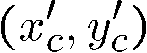 (x′_c, y′_c)